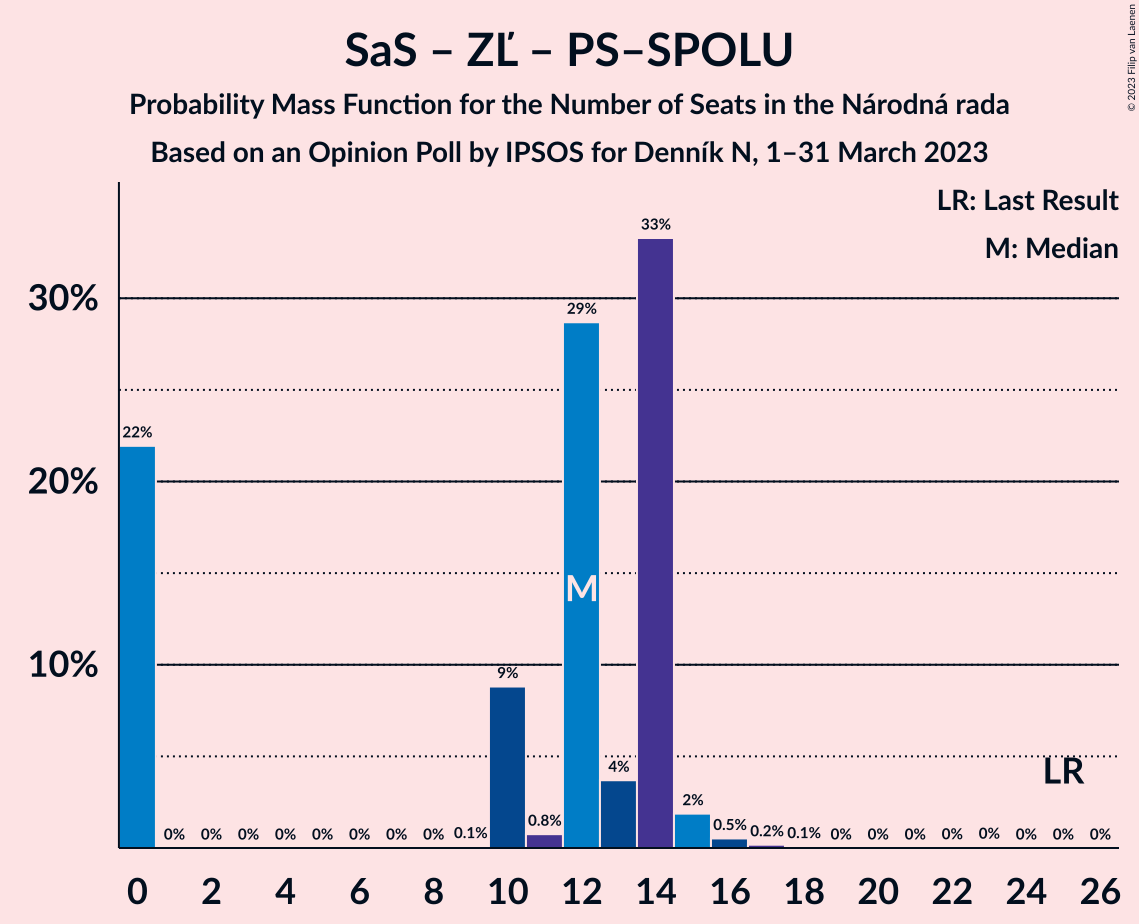 SaS – ZĽ – PS–SPOLU
Probability Mass Function for the Number of Seats in the Národná rada
Based on an Opinion Poll by IPSOS for Denník N, 1–31 March 2023
© 2023 Filip van Laenen
LR: Last Result
M: Median
33%
30%
29%
22%
20%
M
10%
9%
4%
LR
2%
0% 0% 0% 0% 0% 0% 0% 0% 0.1% 0.8% 0.5% 0.2% 0.1% 0% 0% 0% 0% 0% 0% 0% 0%
0 2 4 6 8 10 12 14 16 18 20 22 24 26